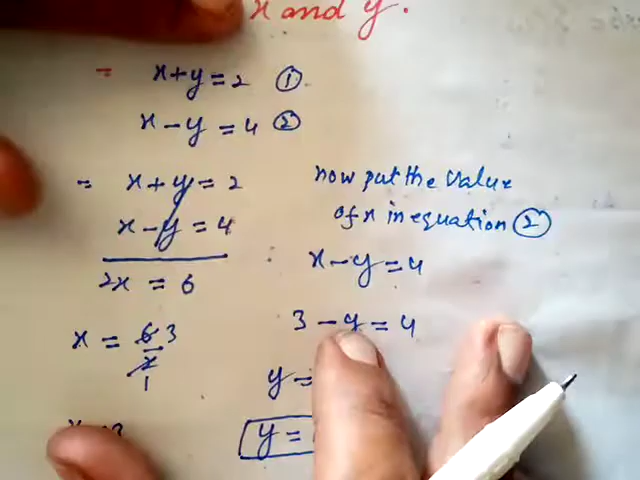 x and y.
= x+y=2 ①
x-y=4 ②
= x+y=2
x-y=4
2x = 6
x = 6/2 3
1
now put the value
of x in equation ②
x-y=4
3-y=4
y =
y =